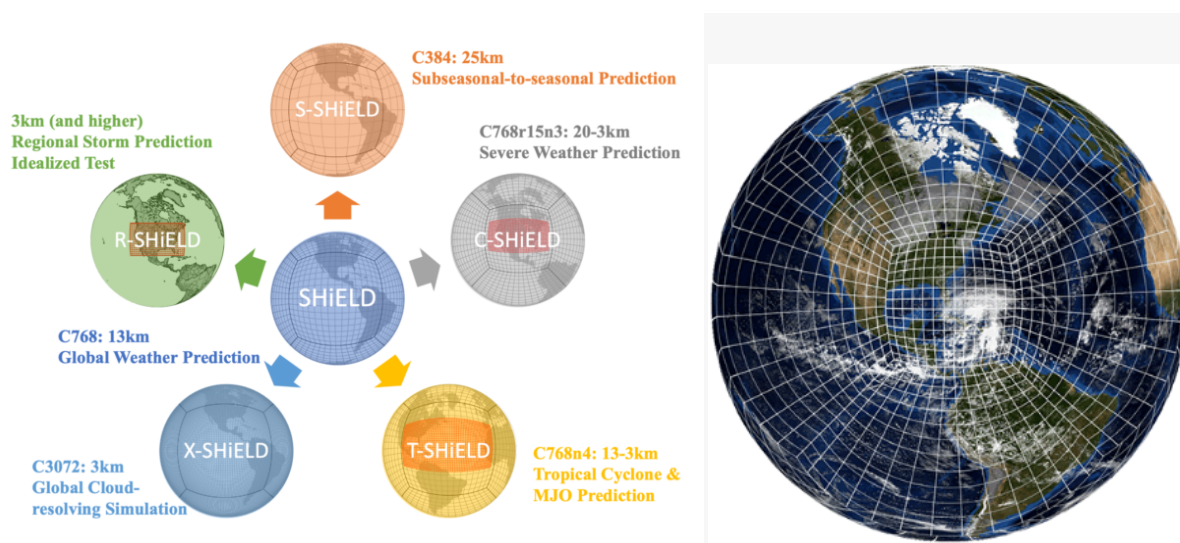 C384: 25km
Subseasonal-to-seasonal Prediction
S-SHiELD
3km (and higher)
Regional Storm Prediction
Idealized Test
C768r15n3: 20-3km
Severe Weather Prediction
R-SHiELD
C-SHiELD
SHiELD
C768: 13km
Global Weather Prediction
X-SHiELD
T-SHiELD
C3072: 3km
Global Cloud-
resolving Simulation
C768n4: 13-3km
Tropical Cyclone &
MJO Prediction